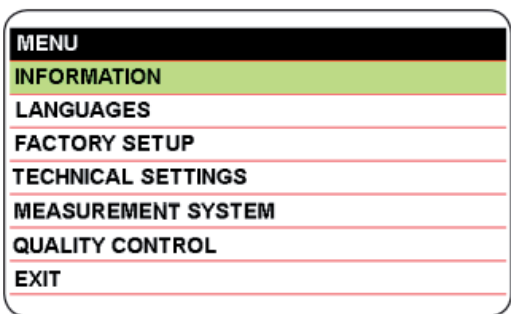 MENU
INFORMATION
LANGUAGES
FACTORY SETUP
TECHNICAL SETTINGS
MEASUREMENT SYSTEM
QUALITY CONTROL
EXIT